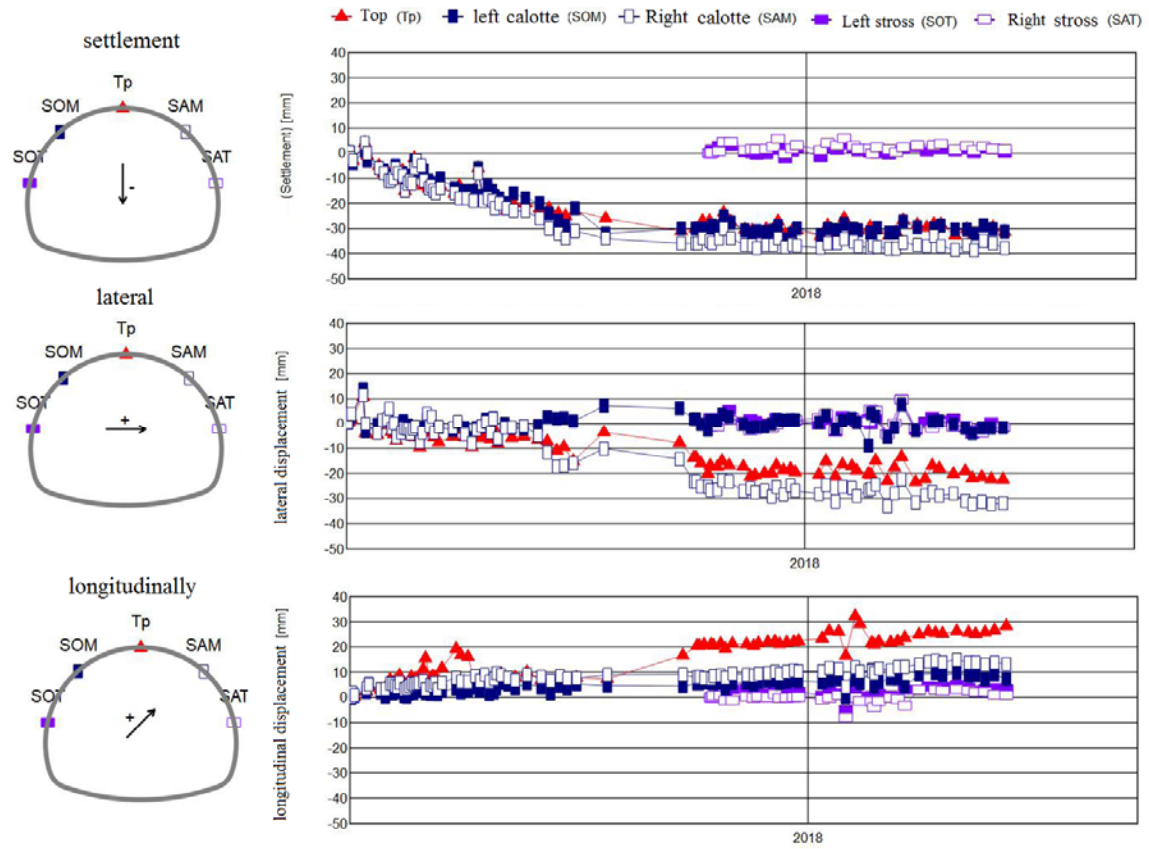 Top (Tp) left calotte (SOM) Right calotte (SAM) Left stross (SOT) Right stross (SAT)
settlement
Tp
SOM SAM
SOT SAT
-
(Settlement) [mm]
40
30
20
10
0
-10
-20
-30
-40
-50
2018
lateral
Tp
SOM SAM
SOT SAT
+
lateral displacement [mm]
40
30
20
10
0
-10
-20
-30
-40
-50
2018
longitudinally
Tp
SOM SAM
SOT SAT
+
longitudinal displacement [mm]
40
30
20
10
0
-10
-20
-30
-40
-50
2018